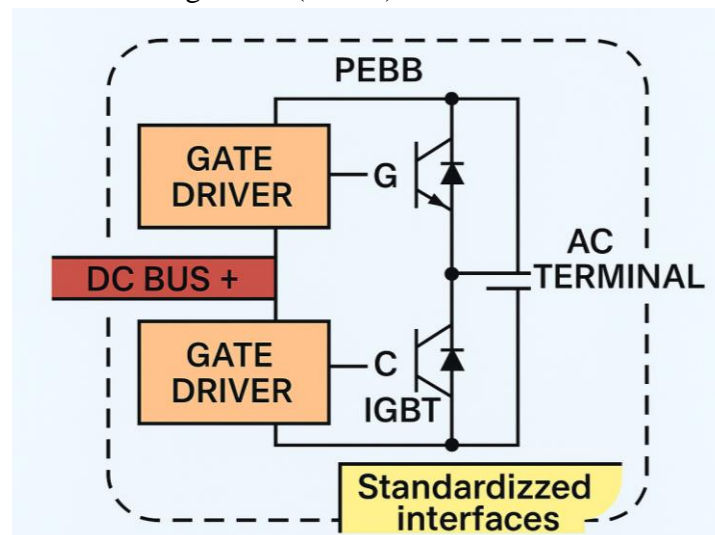 PEBB
GATE
DRIVER
G
DC BUS +
AC
TERMINAL
GATE
DRIVER
C
IGBT
Standardizzed
interfaces